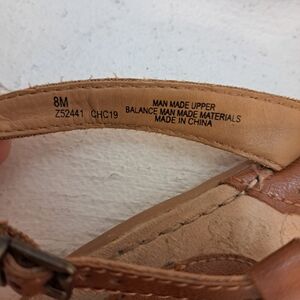 8M
Z52441 CHC19
MAN MADE UPPER
BALANCE MAN MADE MATERIALS
MADE IN CHINA